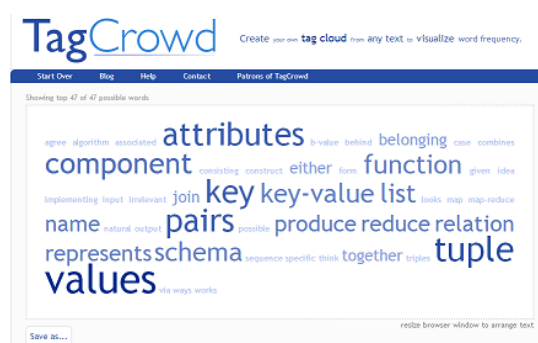 TagCrowd
Create your own tag cloud from any text to visualize word frequency.
Start Over Blog Help Contact Patrons of TagCrowd
Showing top 47 of 47 possible words
agree algorithm associated attributes b-value behind belonging case combines
component consisting construct either form function given idea
implementing input irrelevant join key key-value list looks map map-reduce
name natural output pairs possible produce reduce relation
represents schema sequence specific think together triples tuple
values via ways works
resize browser window to arrange text
Save as...